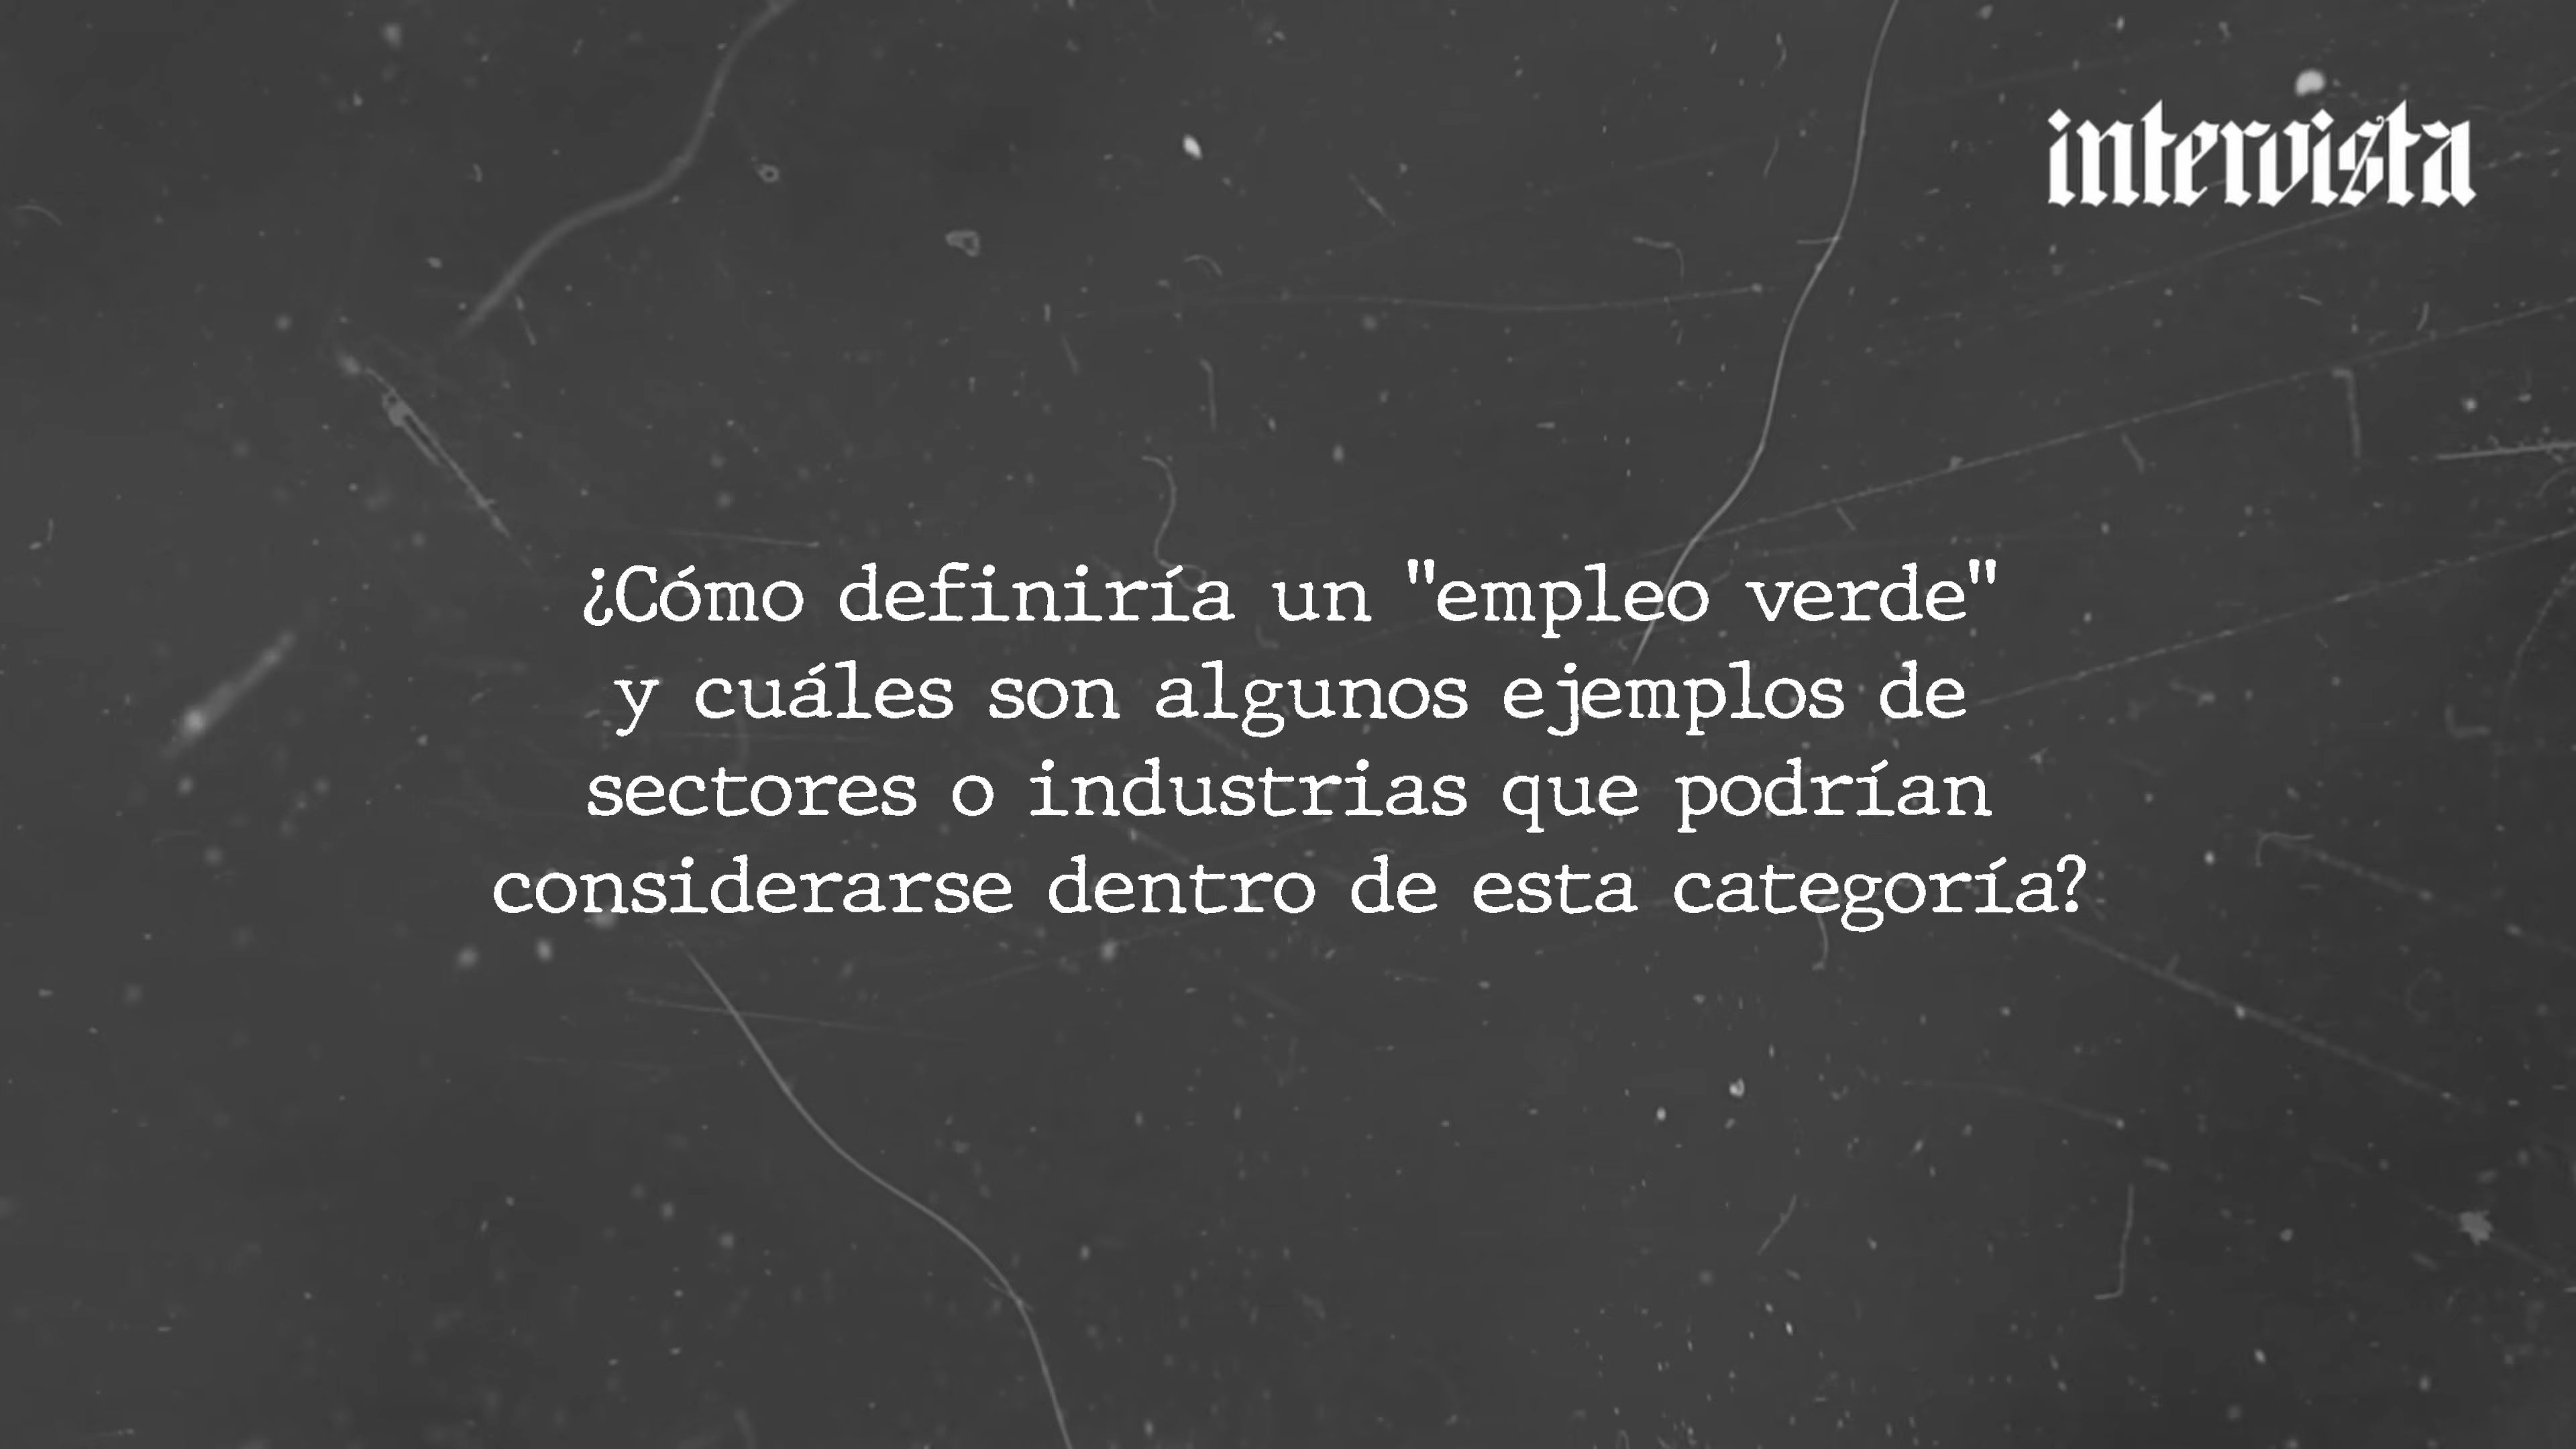 intervista
¿Cómo definiría un "empleo verde"
y cuáles son algunos ejemplos de
sectores o industrias que podrían
considerarse dentro de esta categoría?